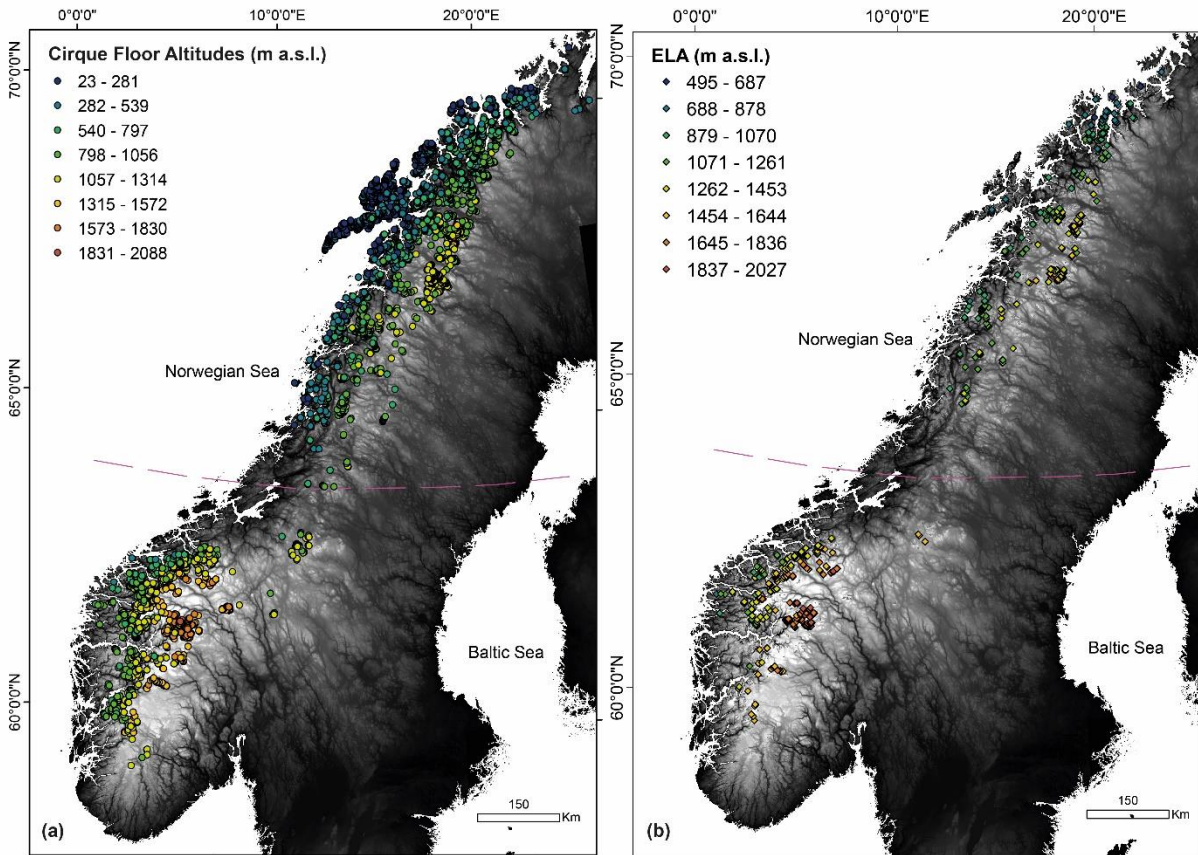 0°0'0"
10°0'0"E
20°0'0"E
Cirque Floor Altitudes (m a.s.l.)
23 - 281
282 - 539
540 - 797
798 - 1056
1057 - 1314
1315 - 1572
1573 - 1830
1831 - 2088
70°0'0"N
65°0'0"N
60°0'0"N
Norwegian Sea
Baltic Sea
150
Km
(a)
0°0'0"
10°0'0"E
20°0'0"E
ELA (m a.s.l.)
495 - 687
688 - 878
879 - 1070
1071 - 1261
1262 - 1453
1454 - 1644
1645 - 1836
1837 - 2027
70°0'0"N
65°0'0"N
60°0'0"N
Norwegian Sea
Baltic Sea
150
Km
(b)